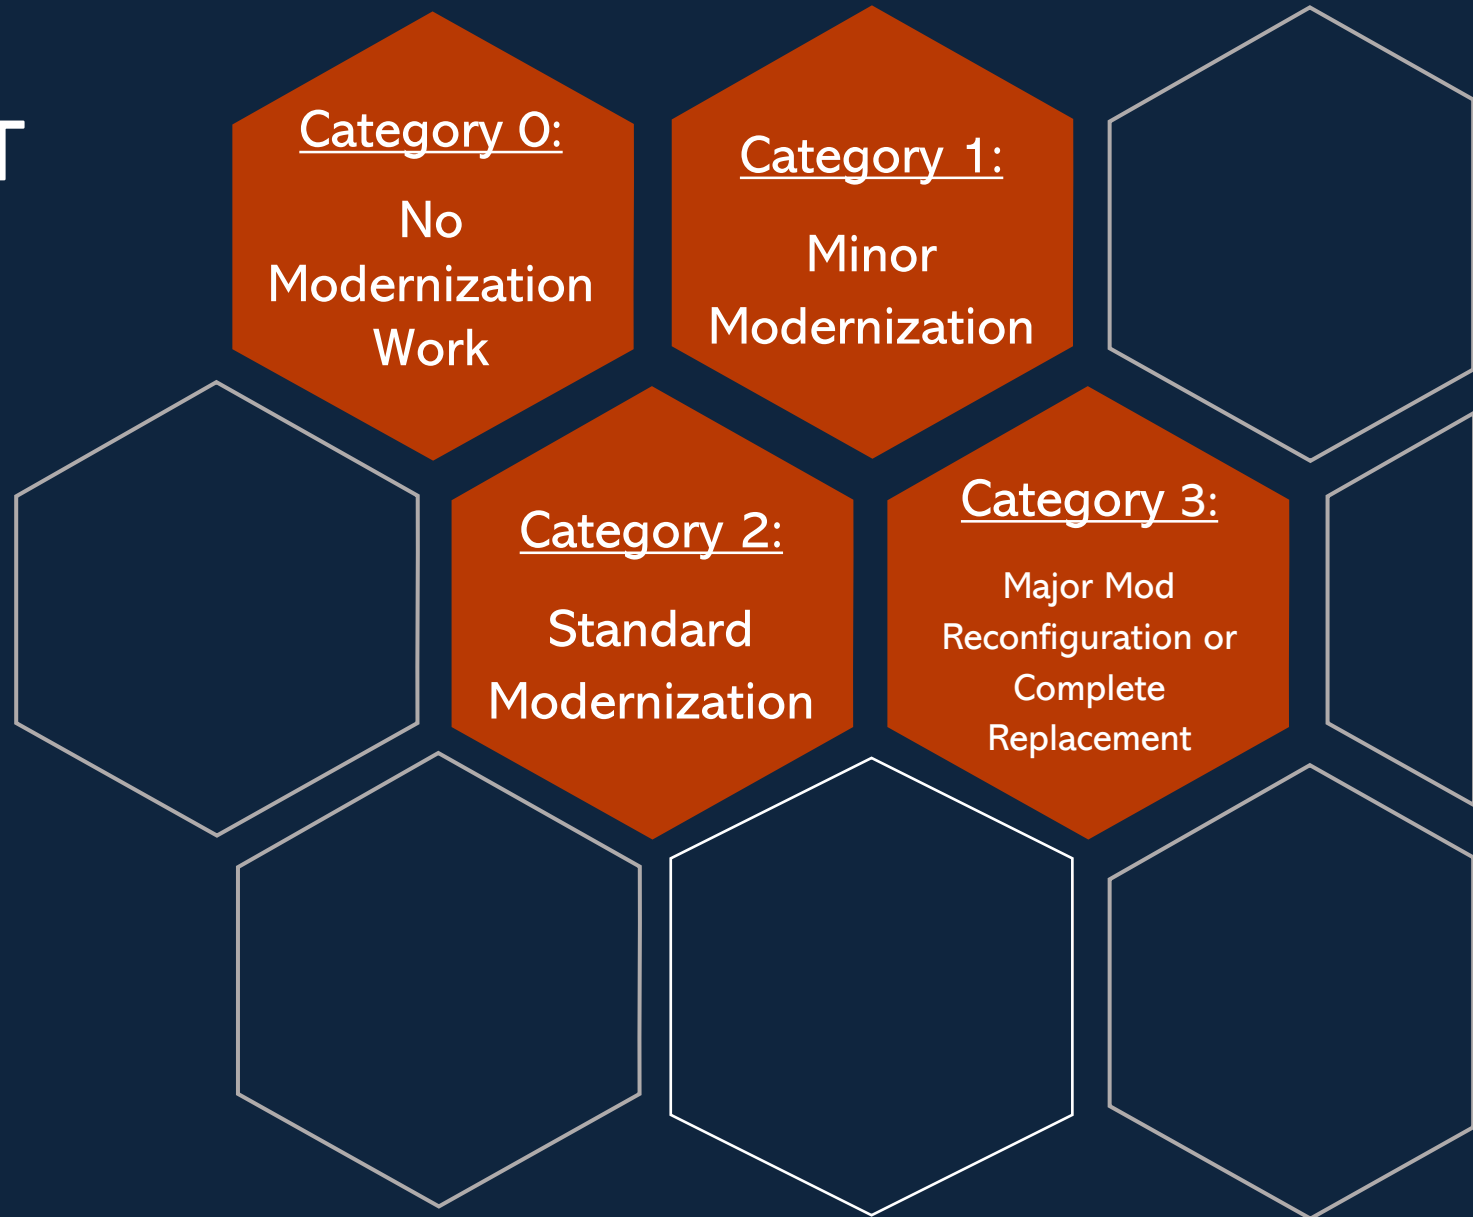 T
Category 0:
No
Modernization
Work
Category 1:
Minor
Modernization
Category 2:
Standard
Modernization
Category 3:
Major Mod
Reconfiguration or
Complete
Replacement